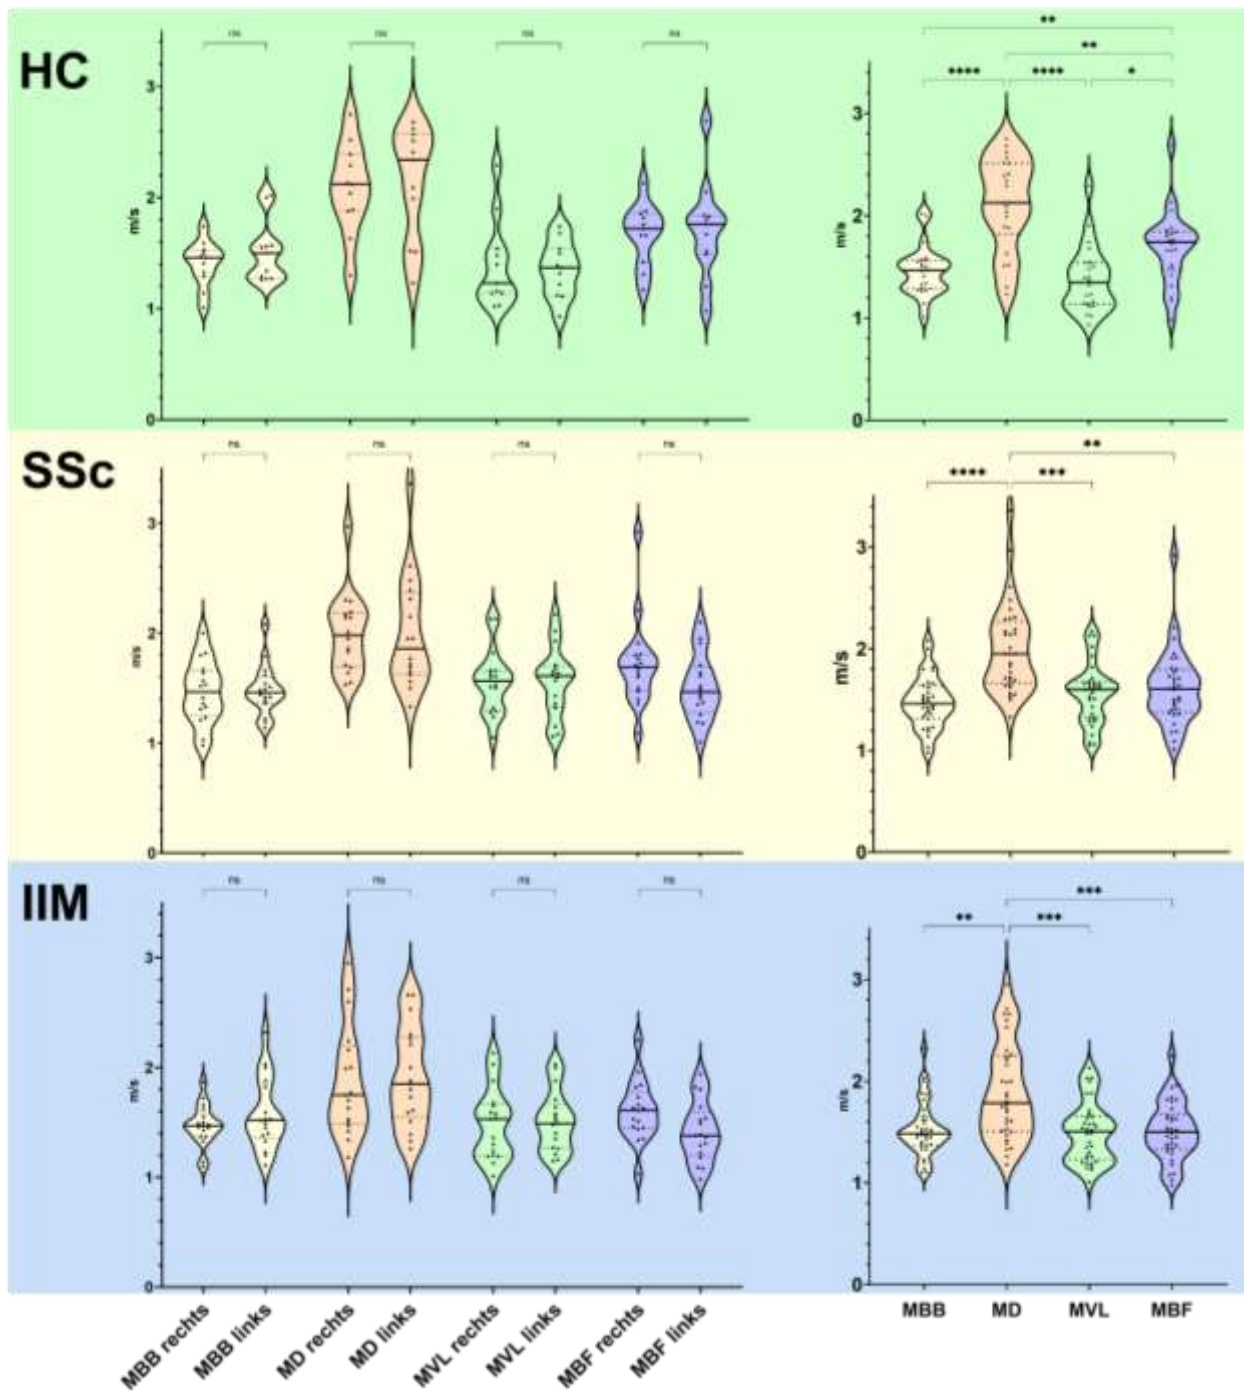 HC
ns ns ns ns
m/s
3
2
1
0
** 
**
**** **** *
m/s
3
2
1
0
SSc
ns ns ns ns
m/s
3
2
1
0
**
**** ***
m/s
3
2
1
0
IIM
ns ns ns ns
m/s
3
2
1
0
***
** ***
m/s
3
2
1
0
MBB rechts
MBB links
MD rechts
MD links
MVL rechts
MVL links
MBF rechts
MBF links
MBB MD MVL MBF